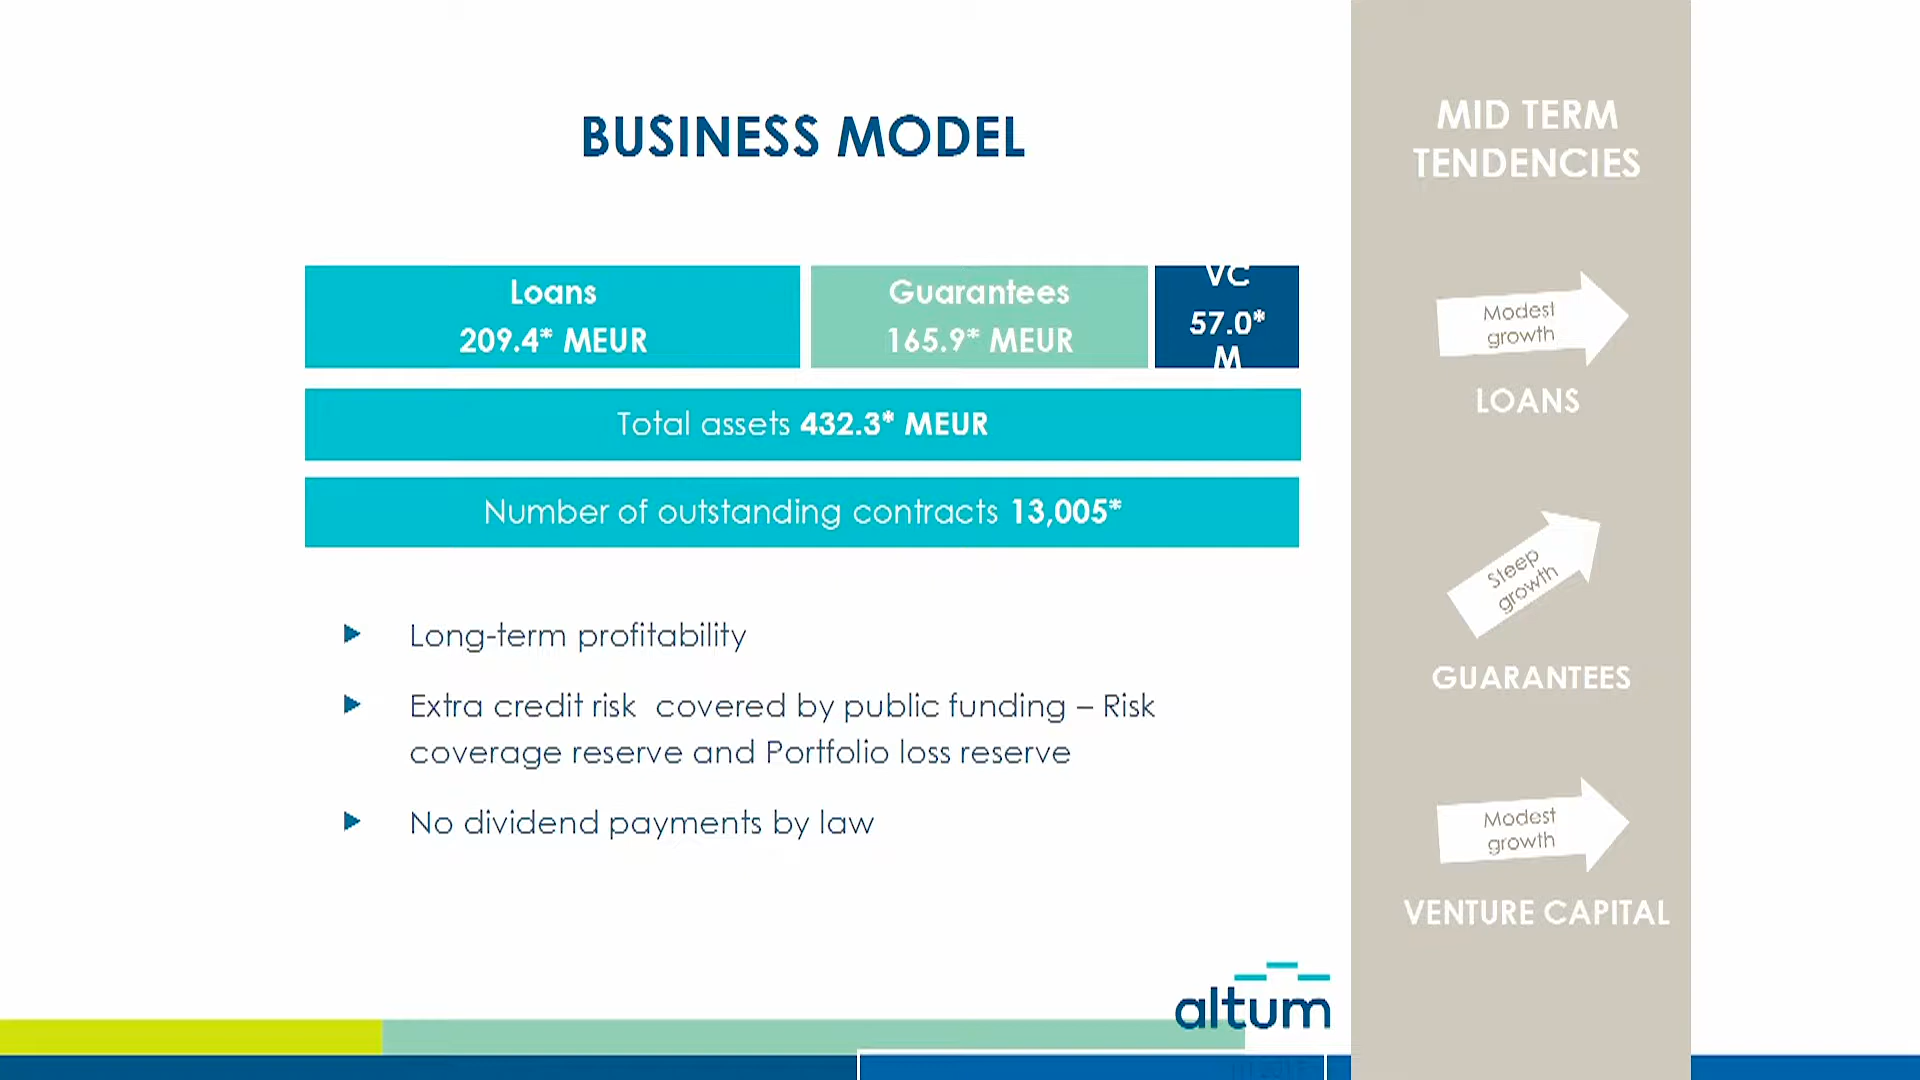 BUSINESS MODEL
Loans
209.4* MEUR
Guarantees
165.9* MEUR
VC
57.0*
M
Total assets 432.3* MEUR
Number of outstanding contracts 13,005*
Long-term profitability
Extra credit risk covered by public funding – Risk
coverage reserve and Portfolio loss reserve
No dividend payments by law
altum
MID TERM
TENDENCIES
Modest
growth
LOANS
Steep
growth
GUARANTEES
Modest
growth
VENTURE CAPITAL